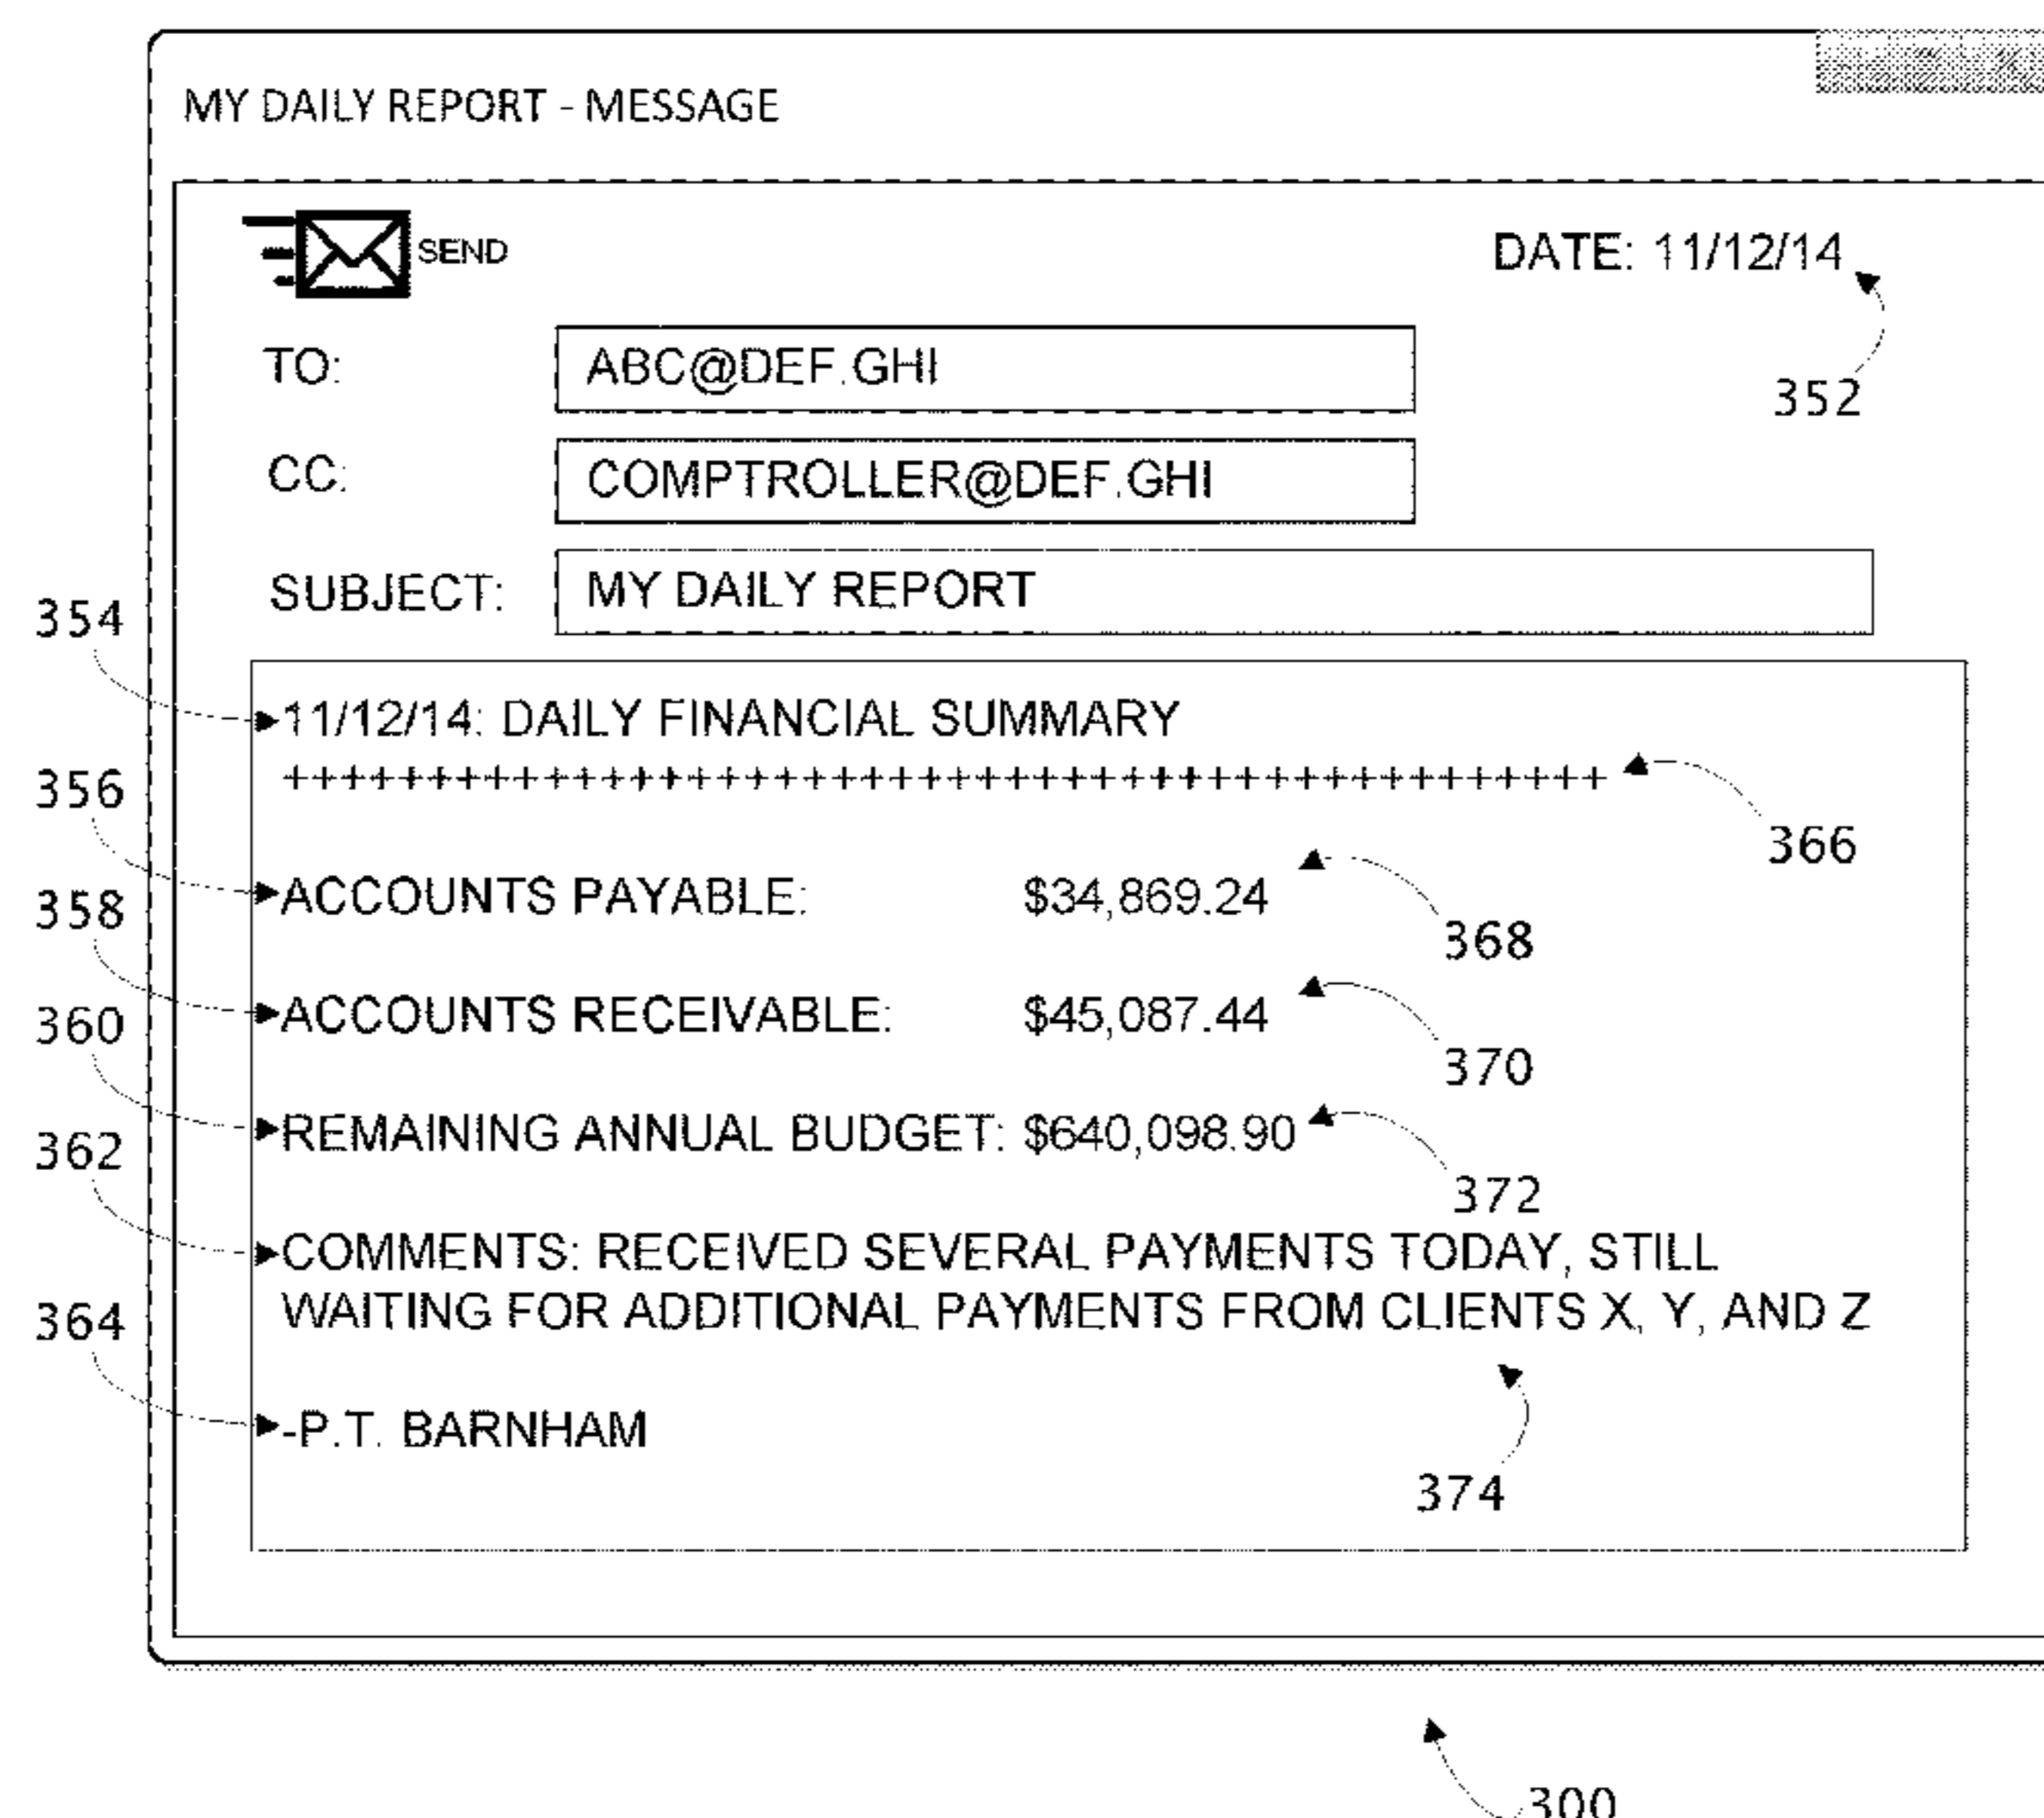 MY DAILY REPORT - MESSAGE
SEND
DATE: 11/12/14
352
TO: ABC@DEF.GHI
CC: COMPTROLLER@DEF.GHI
SUBJECT: MY DAILY REPORT
354
11/12/14: DAILY FINANCIAL SUMMARY
++++++++++++++++++++++++++++++++++++++++++++++
366
356
ACCOUNTS PAYABLE: $34,869.24
368
358
ACCOUNTS RECEIVABLE: $45,087.44
370
360
REMAINING ANNUAL BUDGET: $640,098.90
372
362
COMMENTS: RECEIVED SEVERAL PAYMENTS TODAY, STILL
WAITING FOR ADDITIONAL PAYMENTS FROM CLIENTS X, Y, AND Z
374
364
-P.T. BARNHAM
300